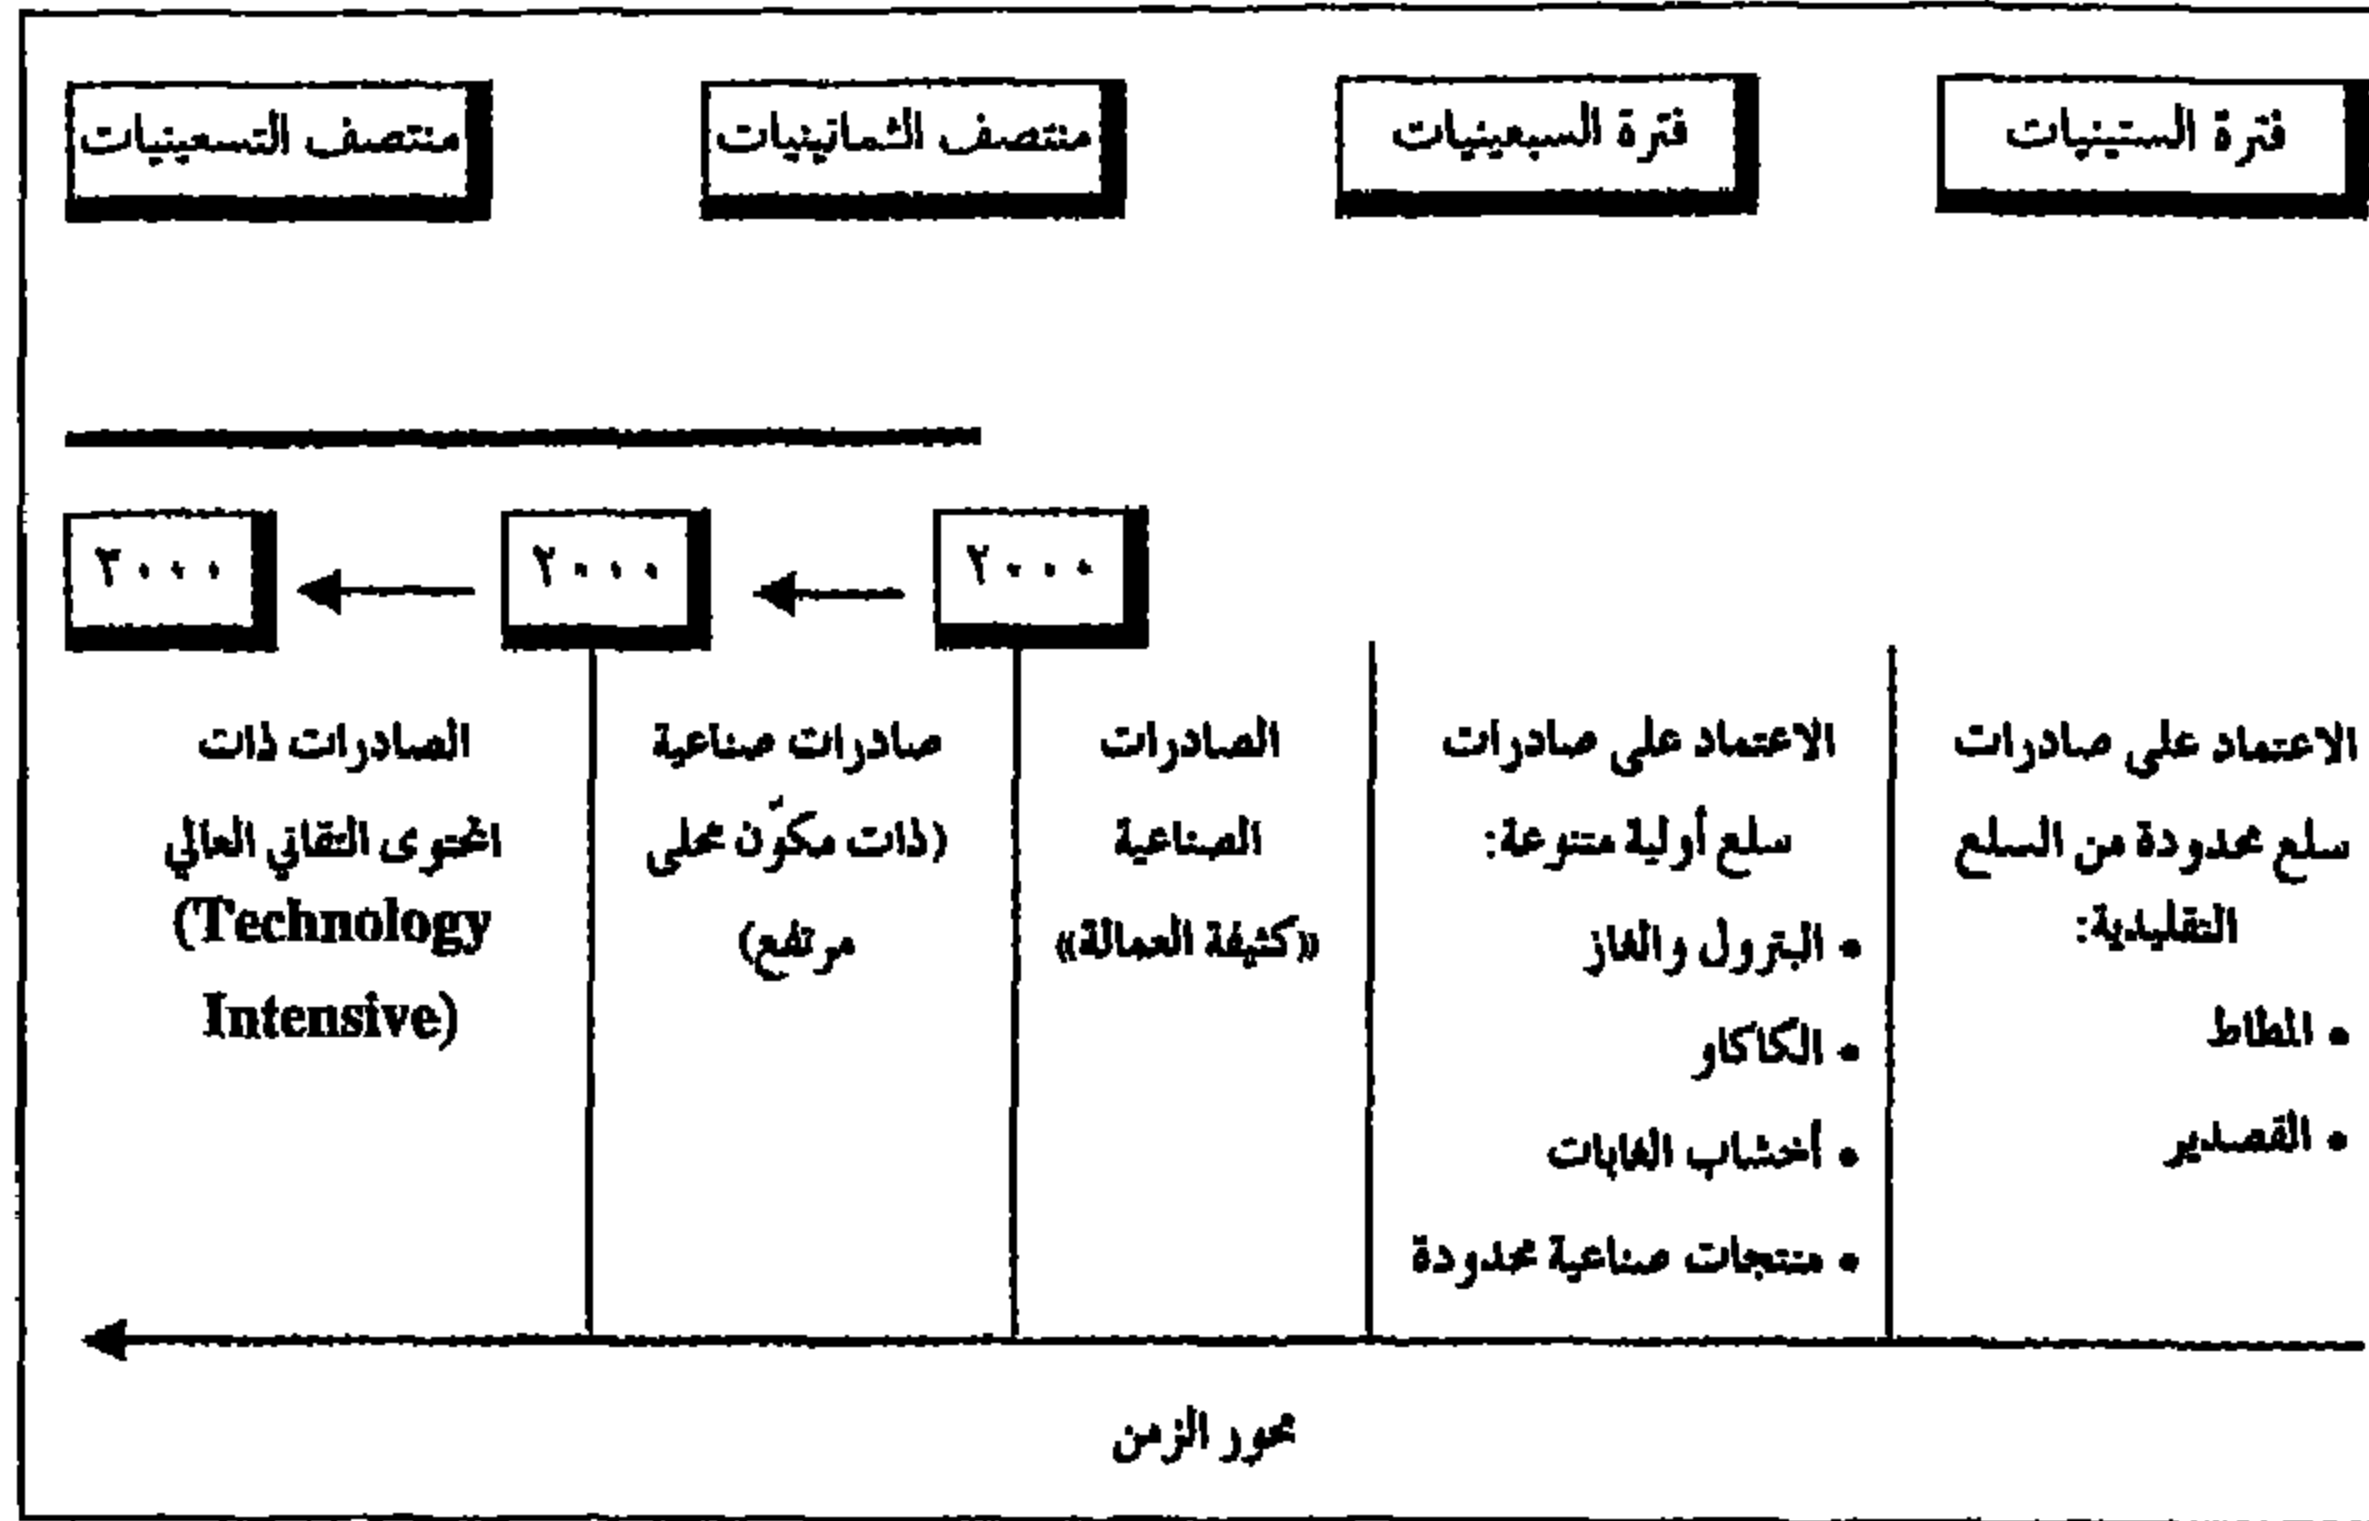 فترة الستينيات
فترة السبعينيات
منتصف الثمانينيات
منتصف التسعينيات
٢٠٠٠
٢٠٠٠
٢٠٠٠
الاعتماد على صادرات
سلع محدودة من السلع
التقليدية:
• المطاط
• القصدير
الاعتماد على صادرات
سلع أولية متنوعة:
• البترول والغاز
• الكاكاو
• أخشاب الغابات
• منتجات صناعية محدودة
الصادرات
الصناعية
«كثيفة العمالة»
صادرات صناعية
(ذات مكوّن محلى
مرتفع)
الصادرات ذات
المحتوى التقاني العالي
(Technology
Intensive)
محور الزمن